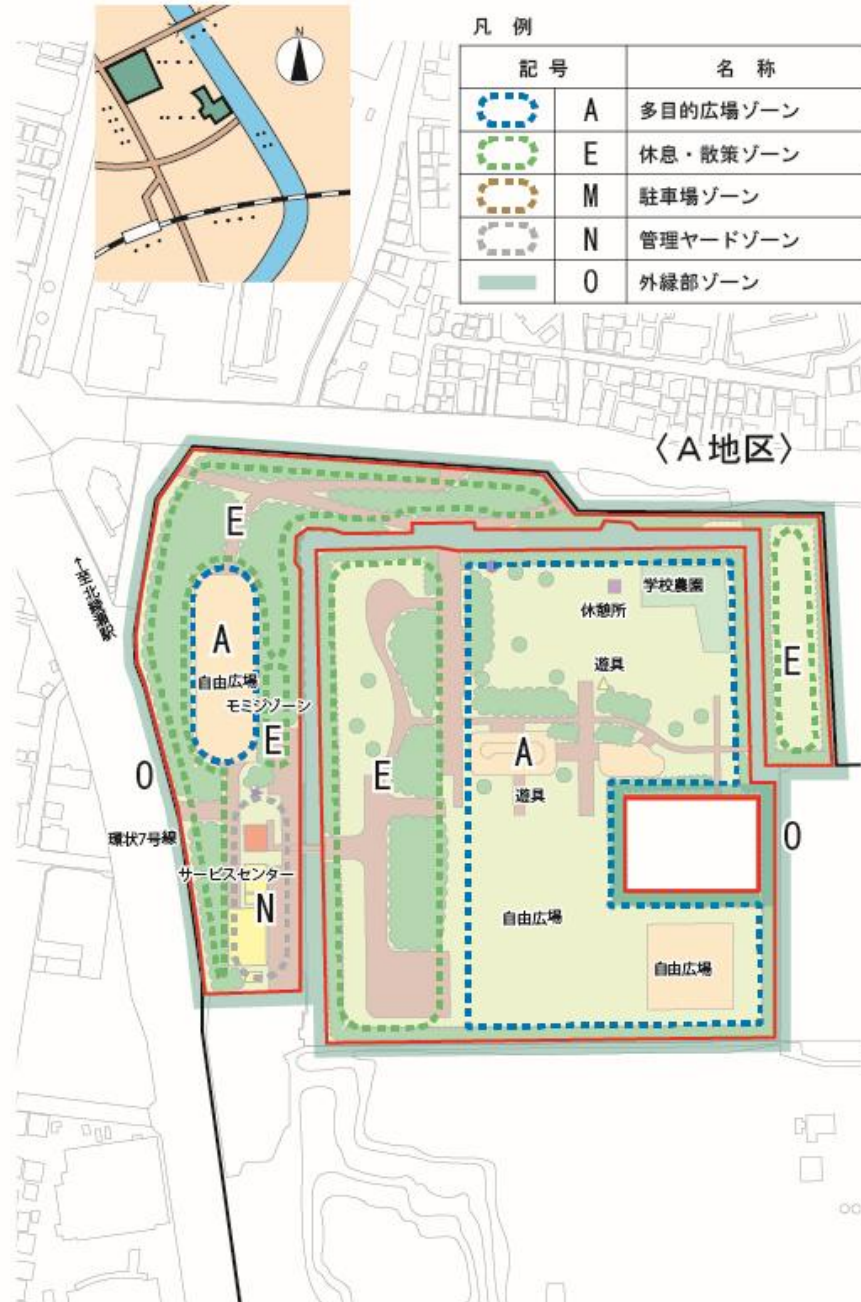 N
凡 例
記 号 名 称
A 多目的広場ゾーン
E 休息・散策ゾーン
M 駐車場ゾーン
N 管理ヤードゾーン
O 外縁部ゾーン
〈A地区〉
E
↑至北綾瀬駅
学校農園
休憩所
A
遊具
自由広場
E
モミジゾーン
E
E
A
O
遊具
環状7号線
O
サービスセンター
N
自由広場
自由広場